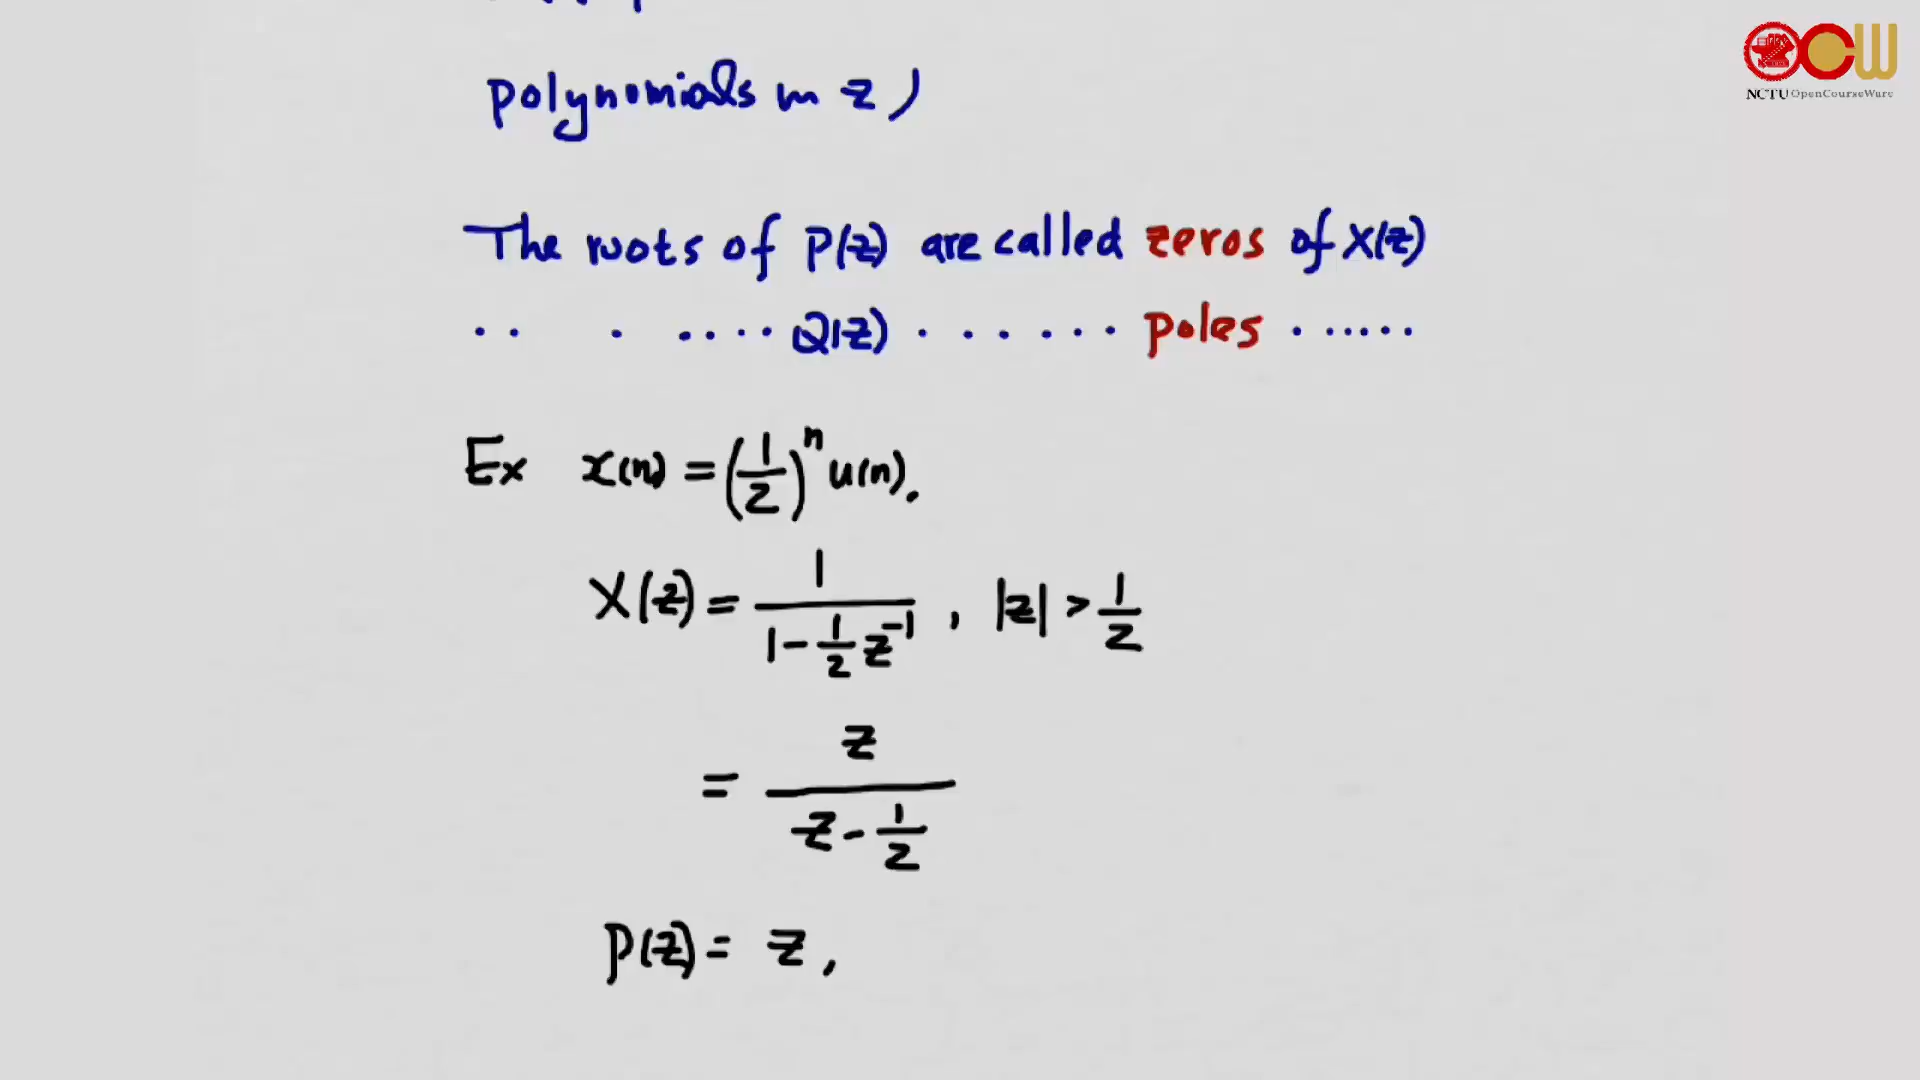 polynomials in z)
NCTU OpenCourseWare
The roots of P(z) are called zeros of X(z)
.. . .... Q(z) ...... poles ......
Ex x(n) = (1/2)^n u(n).
X(z) = 1/(1 - 1/2 z^-1) , |z| > 1/2
= z/(z - 1/2)
P(z) = z,